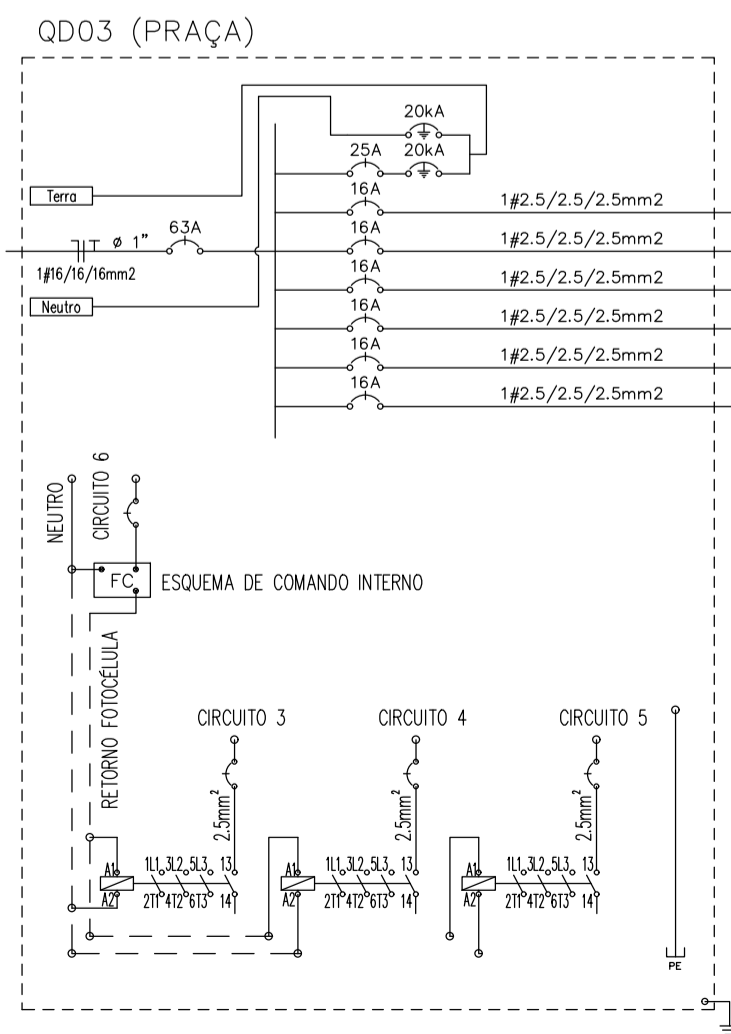 QD03 (PRAÇA)
20kA
25A
20kA
Terra
16A
1#2.5/2.5/2.5mm2
ø 1"
63A
16A
1#2.5/2.5/2.5mm2
1#16/16/16mm2
16A
1#2.5/2.5/2.5mm2
Neutro
16A
1#2.5/2.5/2.5mm2
16A
1#2.5/2.5/2.5mm2
16A
1#2.5/2.5/2.5mm2
NEUTRO
CIRCUITO 6
FC
ESQUEMA DE COMANDO INTERNO
RETORNO FOTOCÉLULA
CIRCUITO 3
CIRCUITO 4
CIRCUITO 5
2.5mm²
2.5mm²
2.5mm²
A1 1L1 3L2 5L3 13
A2 2T1 4T2 6T3 14
A1 1L1 3L2 5L3 13
A2 2T1 4T2 6T3 14
A1 1L1 3L2 5L3 13
A2 2T1 4T2 6T3 14
PE